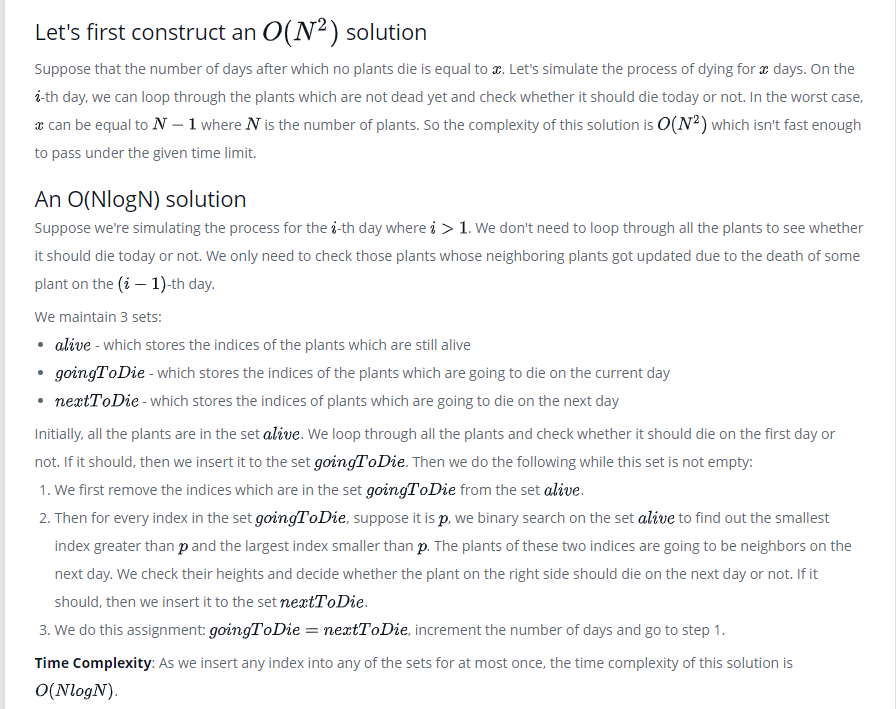 Let's first construct an O(N²) solution
Suppose that the number of days after which no plants die is equal to x. Let's simulate the process of dying for x days. On the
i-th day, we can loop through the plants which are not dead yet and check whether it should die today or not. In the worst case,
x can be equal to N − 1 where N is the number of plants. So the complexity of this solution is O(N²) which isn't fast enough
to pass under the given time limit.
An O(NlogN) solution
Suppose we're simulating the process for the i-th day where i > 1. We don't need to loop through all the plants to see whether
it should die today or not. We only need to check those plants whose neighboring plants got updated due to the death of some
plant on the (i − 1)-th day.
We maintain 3 sets:
• alive - which stores the indices of the plants which are still alive
• goingToDie - which stores the indices of the plants which are going to die on the current day
• nextToDie - which stores the indices of plants which are going to die on the next day
Initially, all the plants are in the set alive. We loop through all the plants and check whether it should die on the first day or
not. If it should, then we insert it to the set goingToDie. Then we do the following while this set is not empty:
1. We first remove the indices which are in the set goingToDie from the set alive.
2. Then for every index in the set goingToDie, suppose it is p, we binary search on the set alive to find out the smallest
index greater than p and the largest index smaller than p. The plants of these two indices are going to be neighbors on the
next day. We check their heights and decide whether the plant on the right side should die on the next day or not. If it
should, then we insert it to the set nextToDie.
3. We do this assignment: goingToDie = nextToDie, increment the number of days and go to step 1.
Time Complexity: As we insert any index into any of the sets for at most once, the time complexity of this solution is
O(NlogN).